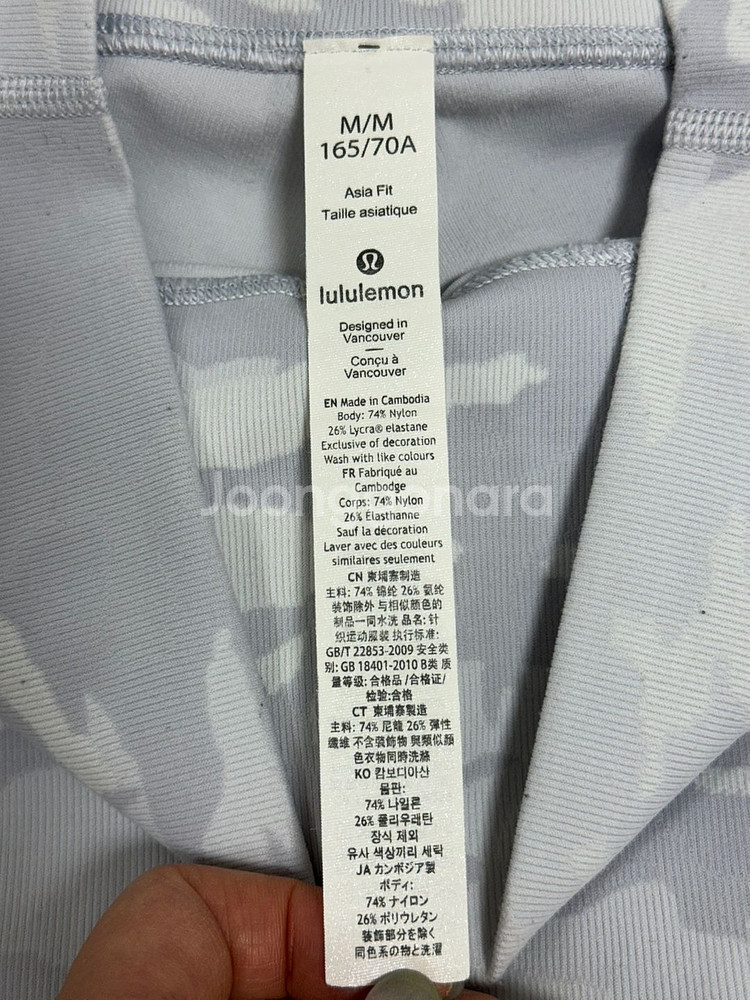 M/M
165/70A
Asia Fit
Taille asiatique
lululemon
Designed in
Vancouver
Conçu à
Vancouver
EN Made in Cambodia
Body: 74% Nylon
26% Lycra® elastane
Exclusive of decoration
Wash with like colours
FR Fabriqué au
Cambodge
Corps: 74% Nylon
26% Élasthanne
Sauf la décoration
Laver avec des couleurs
similaires seulement
CN 柬埔寨制造
主料: 74% 锦纶 26% 氨纶
装饰除外 与相似颜色的
制品一同水洗 品名: 针
织运动服装 执行标准:
GB/T 22853-2009 安全类
别: GB 18401-2010 B类 质
量等级: 合格品 /合格证/
检验:合格
CT 柬埔寨製造
主料: 74% 尼龍 26% 彈性
纖維 不含裝飾物 與類似顏
色衣物同時洗滌
KO 캄보디아산
몸판:
74% 나일론
26% 폴리우레탄
장식 제외
유사 색상끼리 세탁
JA カンボジア製
ボディ:
74% ナイロン
26% ポリウレタン
装飾部分を除く
同色系の物と洗濯
Joonggonara